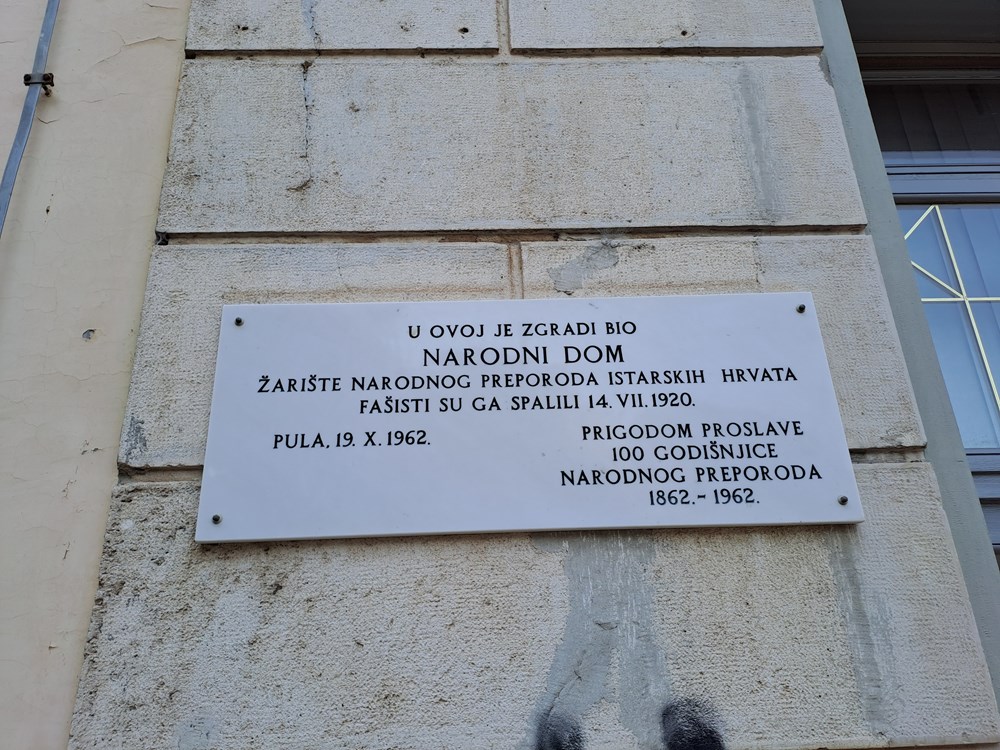 U OVOJ JE ZGRADI BIO
NARODNI DOM
ŽARIŠTE NARODNOG PREPORODA ISTARSKIH HRVATA
FAŠISTI SU GA SPALILI 14. VII. 1920.
PULA, 19. X. 1962.
PRIGODOM PROSLAVE
100 GODIŠNJICE
NARODNOG PREPORODA
1862.- 1962.